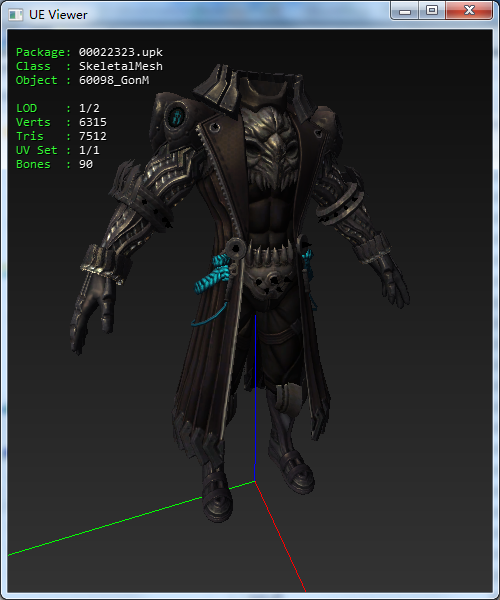 UE Viewer
Package: 00022323.upk
Class  : SkeletalMesh
Object : 60098_GonM
LOD    : 1/2
Verts  : 6315
Tris   : 7512
UV Set : 1/1
Bones  : 90